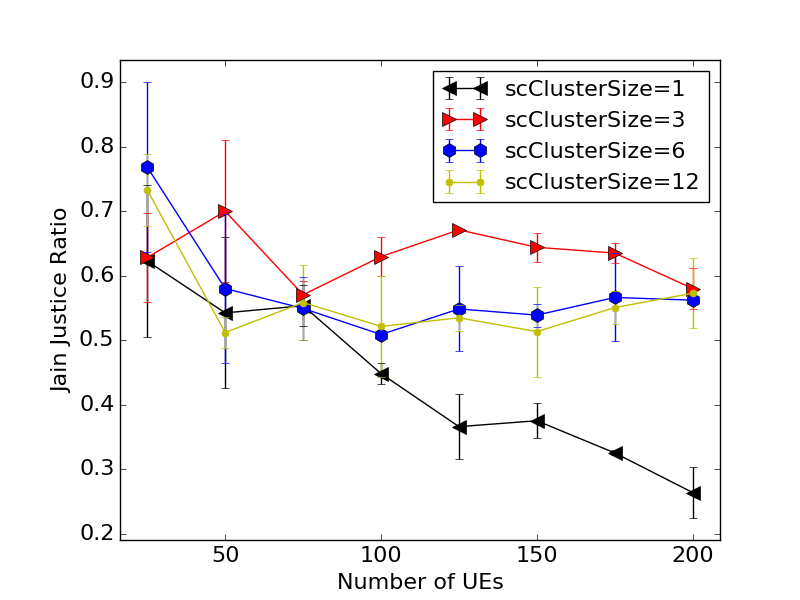 scClusterSize=1
scClusterSize=3
scClusterSize=6
scClusterSize=12
Jain Justice Ratio
0.9
0.8
0.7
0.6
0.5
0.4
0.3
0.2
50 100 150 200
Number of UEs